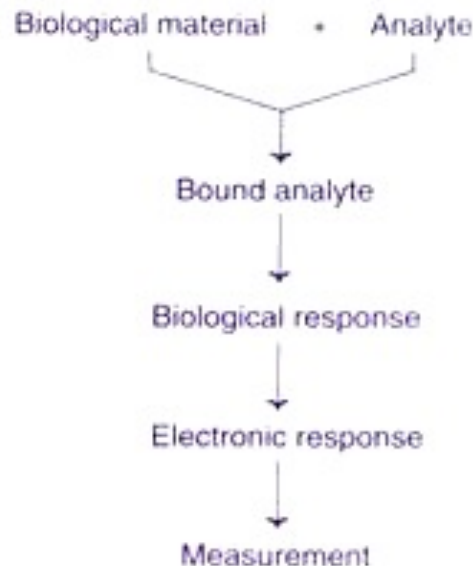 Biological material + Analyte
Bound analyte
Biological response
Electronic response
Measurement